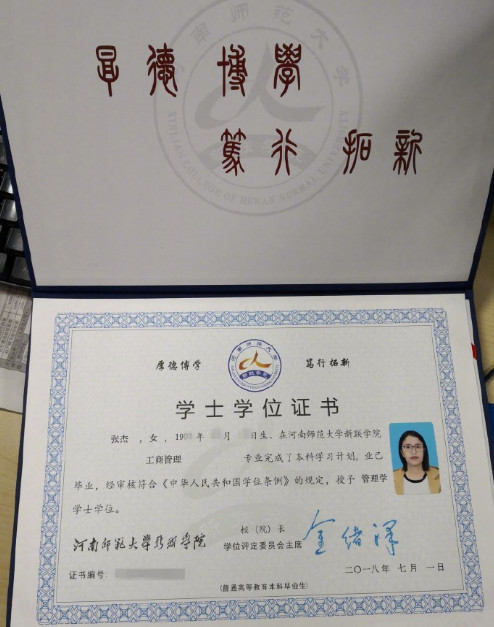 厚德 博學
篤行 拓新
XINLIAN COLLEGE OF HENAN NORMAL UNIVERSITY
厚德博学
笃行拓新
学士学位证书
张杰，女，19 年 月 日生。在河南师范大学新联学院
工商管理 专业完成了本科学习计划，业已
毕业，经审核符合《中华人民共和国学位条例》的规定，授予 管理学
学士学位。
河南师范大学新联学院
校（院）长
学位评定委员会主席
证书编号：
二〇一八年 七月 一日
（普通高等教育本科毕业生）